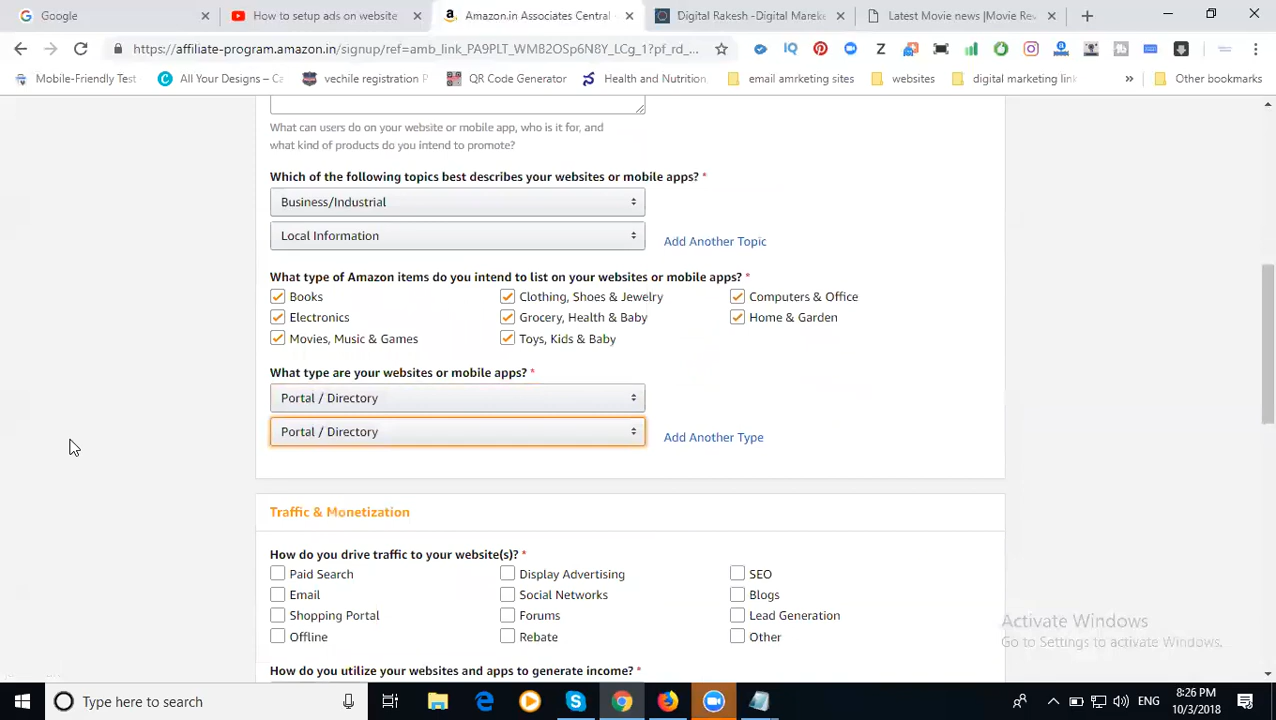 Google
How to setup ads on website
Amazon.in Associates Central -
Digital Rakesh -Digital Mareke
Latest Movie news |Movie Re
https://affiliate-program.amazon.in/signup/ref=amb_link_PA9PLT_WMB2OSp6N8Y_LCg_1?pf_rd_...
Mobile-Friendly Test
All Your Designs – Ca
vechile registration P
QR Code Generator
Health and Nutrition
email amrketing sites
websites
digital marketing link
Other bookmarks
What can users do on your website or mobile app, who is it for, and
what kind of products do you intend to promote?
Which of the following topics best describes your websites or mobile apps? *
Business/Industrial
Local Information
Add Another Topic
What type of Amazon items do you intend to list on your websites or mobile apps? *
Books
Clothing, Shoes & Jewelry
Computers & Office
Electronics
Grocery, Health & Baby
Home & Garden
Movies, Music & Games
Toys, Kids & Baby
What type are your websites or mobile apps? *
Portal / Directory
Portal / Directory
Add Another Type
Traffic & Monetization
How do you drive traffic to your website(s)? *
Paid Search
Display Advertising
SEO
Email
Social Networks
Blogs
Shopping Portal
Forums
Lead Generation
Offline
Rebate
Other
Activate Windows
Go to Settings to activate Windows.
How do you utilize your websites and apps to generate income? *
Type here to search
ENG
8:26 PM
10/3/2018